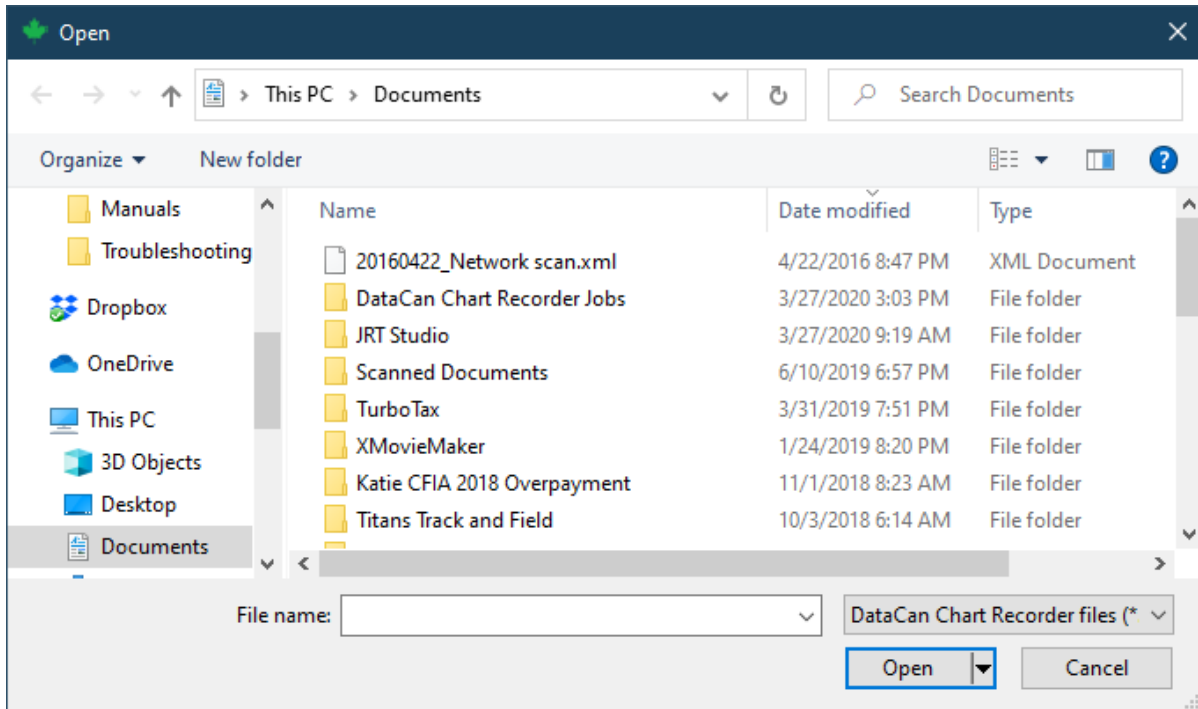 Open
This PC > Documents
Search Documents
Organize
New folder
Manuals
Troubleshooting
Dropbox
OneDrive
This PC
3D Objects
Desktop
Documents
Name Date modified Type
20160422_Network scan.xml 4/22/2016 8:47 PM XML Document
DataCan Chart Recorder Jobs 3/27/2020 3:03 PM File folder
JRT Studio 3/27/2020 9:19 AM File folder
Scanned Documents 6/10/2019 6:57 PM File folder
TurboTax 3/31/2019 7:51 PM File folder
XMovieMaker 1/24/2019 8:20 PM File folder
Katie CFIA 2018 Overpayment 11/1/2018 8:23 AM File folder
Titans Track and Field 10/3/2018 6:14 AM File folder
File name:
DataCan Chart Recorder files (*
Open
Cancel